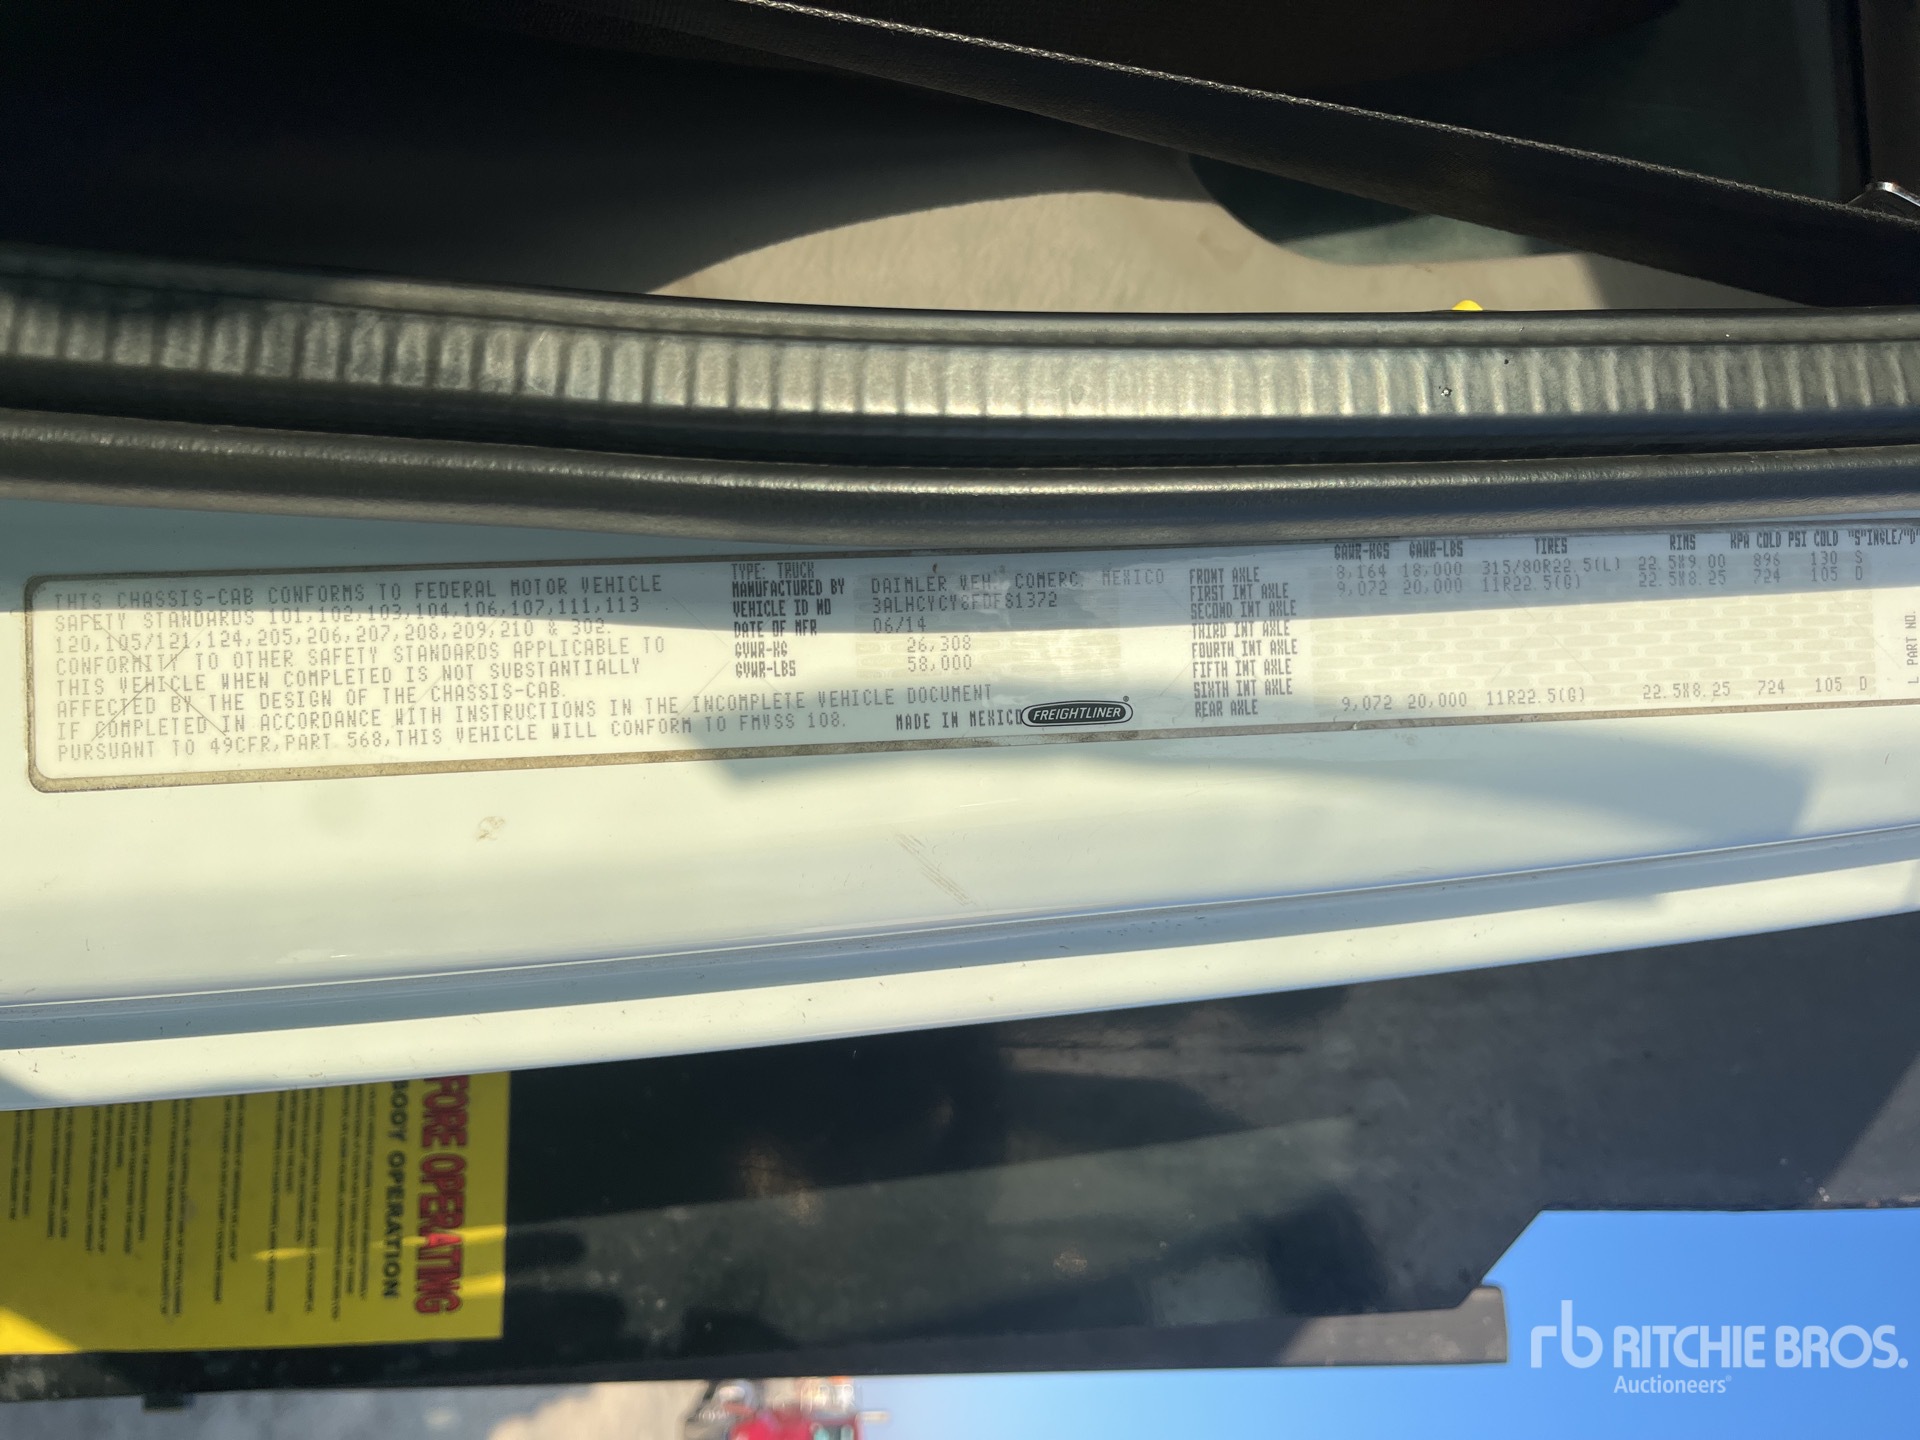 THIS CHASSIS-CAB CONFORMS TO FEDERAL MOTOR VEHICLE
SAFETY STANDARDS 101,102,103,104,106,107,111,113
120,105/121,124,205,206,207,208,209,210 & 302.
CONFORMITY TO OTHER SAFETY STANDARDS APPLICABLE TO
THIS VEHICLE WHEN COMPLETED IS NOT SUBSTANTIALLY
AFFECTED BY THE DESIGN OF THE CHASSIS-CAB.
IF COMPLETED IN ACCORDANCE WITH INSTRUCTIONS IN THE INCOMPLETE VEHICLE DOCUMENT
PURSUANT TO 49CFR,PART 568,THIS VEHICLE WILL CONFORM TO FMVSS 108.
TYPE: TRUCK
MANUFACTURED BY DAIMLER VEH. COMERC. MEXICO
VEHICLE ID NO 3ALHCYCY8FDFS1372
DATE OF MFR 06/14
GVWR-KG 26,308
GVWR-LBS 58,000
MADE IN MEXICO FREIGHTLINER®
GAWR-KGS GAWR-LBS TIRES RIMS KPA COLD PSI COLD "S"INGLE/"D"
FRONT AXLE 8,164 18,000 315/80R22.5(L) 22.5X9.00 896 130 S
FIRST INT AXLE 9,072 20,000 11R22.5(G) 22.5X8.25 724 105 D
SECOND INT AXLE
THIRD INT AXLE
FOURTH INT AXLE
FIFTH INT AXLE
SIXTH INT AXLE
REAR AXLE 9,072 20,000 11R22.5(G) 22.5X8.25 724 105 D
PART NO.
FORE OPERATING
BODY OPERATION
rb RITCHIE BROS.
Auctioneers